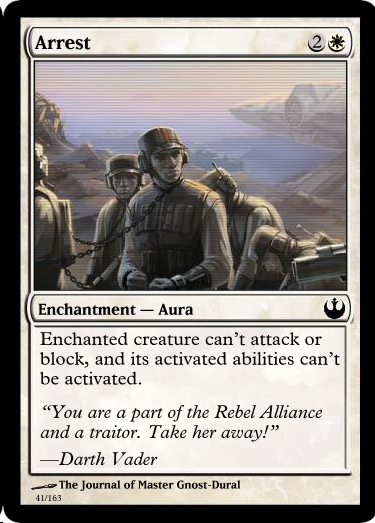 Arrest 2
Enchantment — Aura
Enchanted creature can't attack or
block, and its activated abilities can't
be activated.
“You are a part of the Rebel Alliance
and a traitor. Take her away!”
—Darth Vader
The Journal of Master Gnost-Dural
41/163